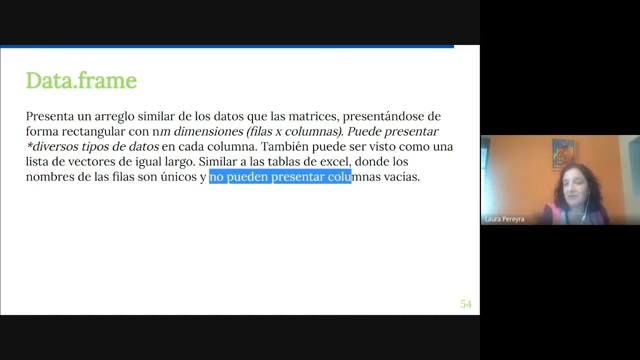 Data.frame
Presenta un arreglo similar de los datos que las matrices, presentándose de
forma rectangular con nm dimensiones (filas x columnas). Puede presentar
*diversos tipos de datos en cada columna. También puede ser visto como una
lista de vectores de igual largo. Similar a las tablas de excel, donde los
nombres de las filas son únicos y no pueden presentar columnas vacías.
54
Laura Pereyra